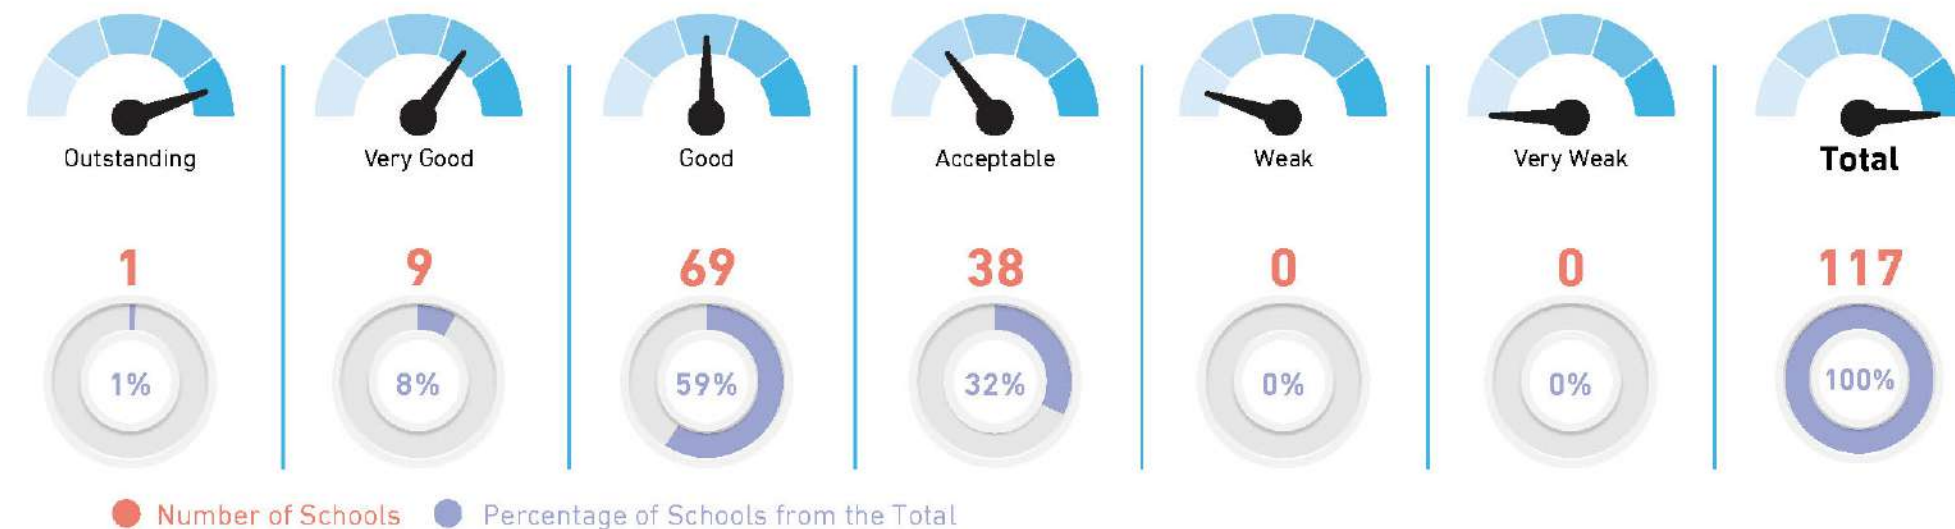 Outstanding
Very Good
Good
Acceptable
Weak
Very Weak
Total
1
9
69
38
0
0
117
1%
8%
59%
32%
0%
0%
100%
Number of Schools
Percentage of Schools from the Total